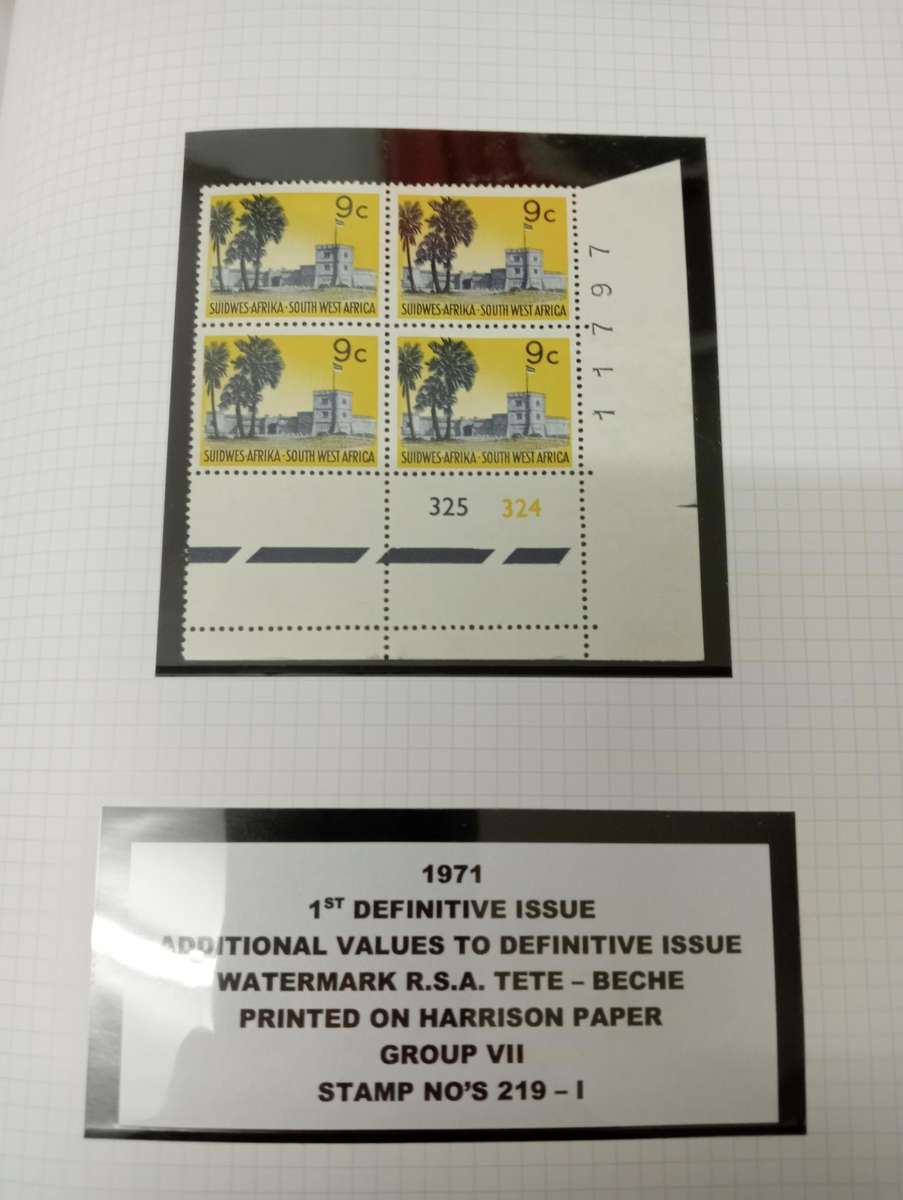 9c 9c
SUIDWES-AFRIKA·SOUTH WEST AFRICA SUIDWES-AFRIKA·SOUTH WEST AFRICA
9c 9c
SUIDWES-AFRIKA·SOUTH WEST AFRICA SUIDWES-AFRIKA·SOUTH WEST AFRICA
11797
325 324
1971
1ST DEFINITIVE ISSUE
ADDITIONAL VALUES TO DEFINITIVE ISSUE
WATERMARK R.S.A. TETE – BECHE
PRINTED ON HARRISON PAPER
GROUP VII
STAMP NO'S 219 – I